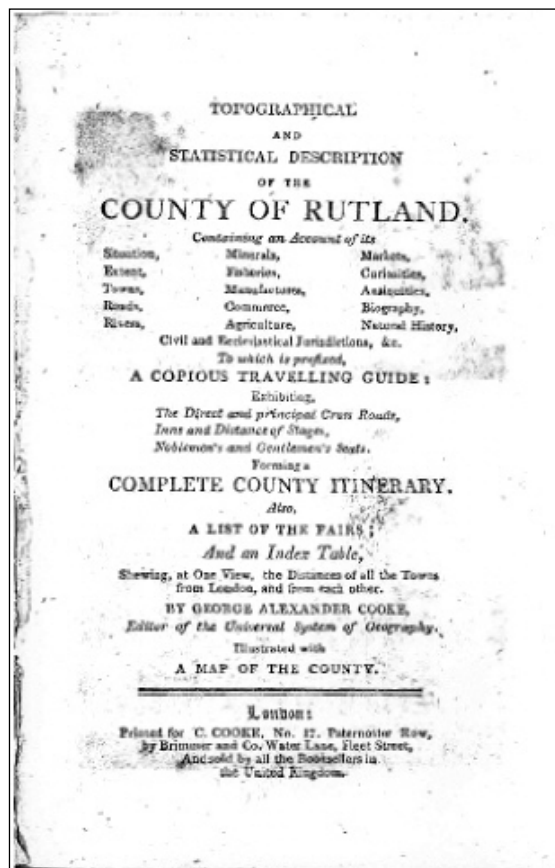 TOPOGRAPHICAL
AND
STATISTICAL DESCRIPTION
OF THE
COUNTY OF RUTLAND.
Containing an Account of its
Situation, Minerals, Markets,
Extent, Fisheries, Curiosities,
Towns, Manufactures, Antiquities,
Roads, Commerce, Biography,
Rivers, Agriculture, Natural History,
Civil and Ecclesiastical Jurisdictions, &c.
To which is prefixed,
A COPIOUS TRAVELLING GUIDE:
Exhibiting,
The Direct and principal Cross Roads,
Inns and Distance of Stages,
Noblemen's and Gentlemen's Seats.
Forming a
COMPLETE COUNTY ITINERARY.
Also,
A LIST OF THE FAIRS;
And an Index Table,
Shewing, at One View, the Distances of all the Towns
from London, and from each other.
BY GEORGE ALEXANDER COOKE,
Editor of the Universal System of Geography.
Illustrated with
A MAP OF THE COUNTY.
London:
Printed for C. COOKE, No. 17. Paternoster Row,
by Brimmer and Co. Water Lane, Fleet Street,
And sold by all the Booksellers in
the United Kingdom.